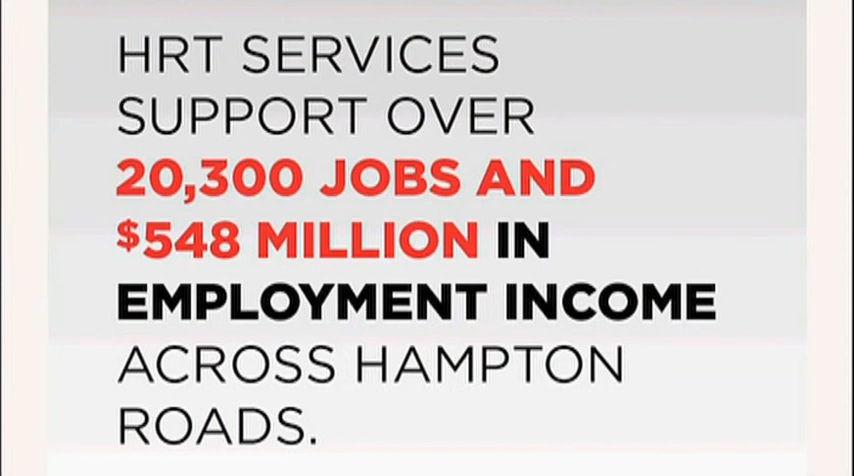 HRT SERVICES
SUPPORT OVER
20,300 JOBS AND
$548 MILLION IN
EMPLOYMENT INCOME
ACROSS HAMPTON
ROADS.